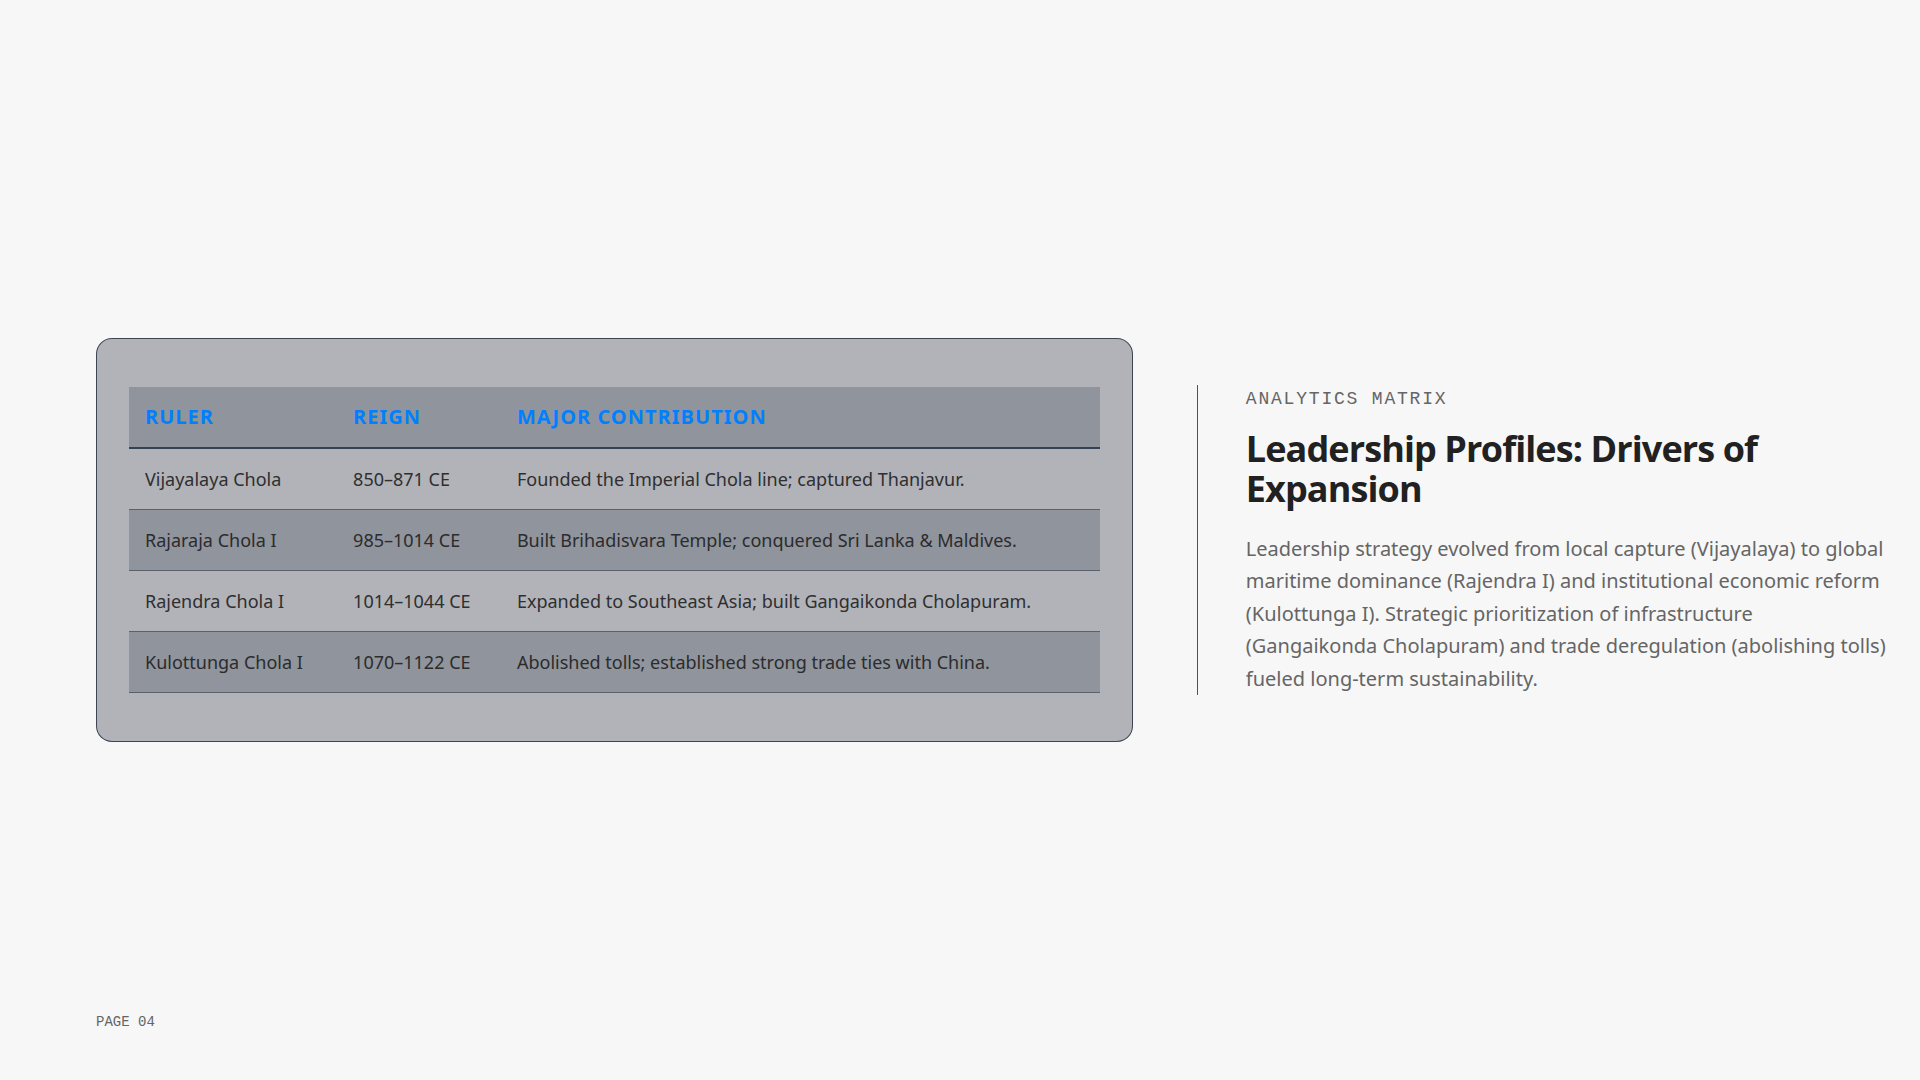 RULER REIGN MAJOR CONTRIBUTION
Vijayalaya Chola 850–871 CE Founded the Imperial Chola line; captured Thanjavur.
Rajaraja Chola I 985–1014 CE Built Brihadisvara Temple; conquered Sri Lanka & Maldives.
Rajendra Chola I 1014–1044 CE Expanded to Southeast Asia; built Gangaikonda Cholapuram.
Kulottunga Chola I 1070–1122 CE Abolished tolls; established strong trade ties with China.
ANALYTICS MATRIX
Leadership Profiles: Drivers of
Expansion
Leadership strategy evolved from local capture (Vijayalaya) to global
maritime dominance (Rajendra I) and institutional economic reform
(Kulottunga I). Strategic prioritization of infrastructure
(Gangaikonda Cholapuram) and trade deregulation (abolishing tolls)
fueled long-term sustainability.
PAGE 04